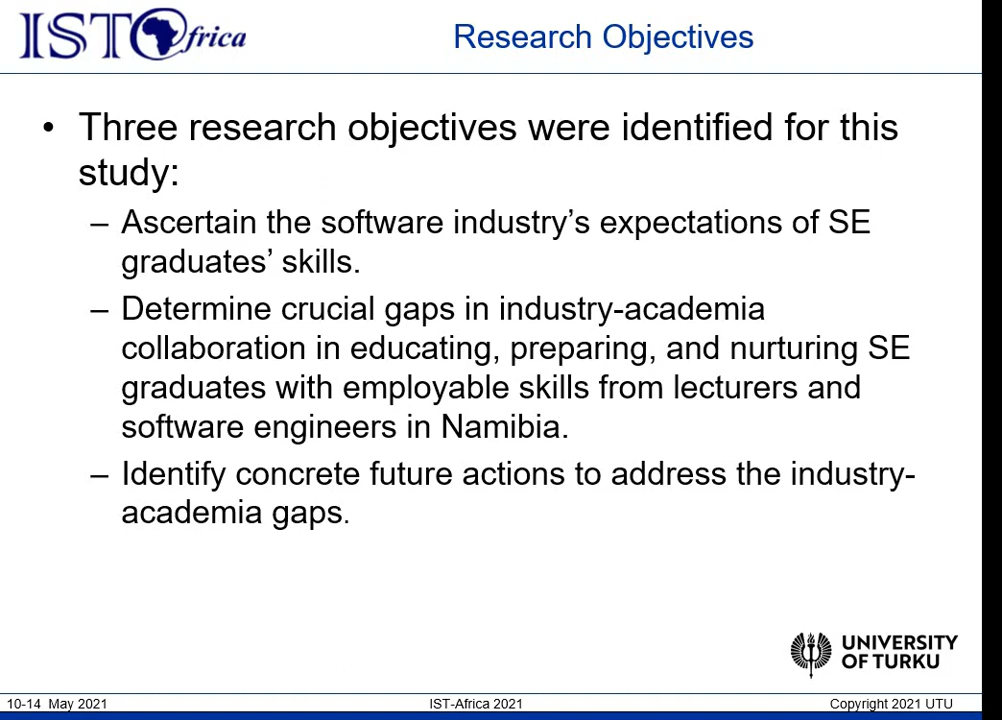 IST Africa
Research Objectives
• Three research objectives were identified for this
study:
– Ascertain the software industry’s expectations of SE
graduates’ skills.
– Determine crucial gaps in industry-academia
collaboration in educating, preparing, and nurturing SE
graduates with employable skills from lecturers and
software engineers in Namibia.
– Identify concrete future actions to address the industry-
academia gaps.
UNIVERSITY
OF TURKU
10-14 May 2021
IST-Africa 2021
Copyright 2021 UTU